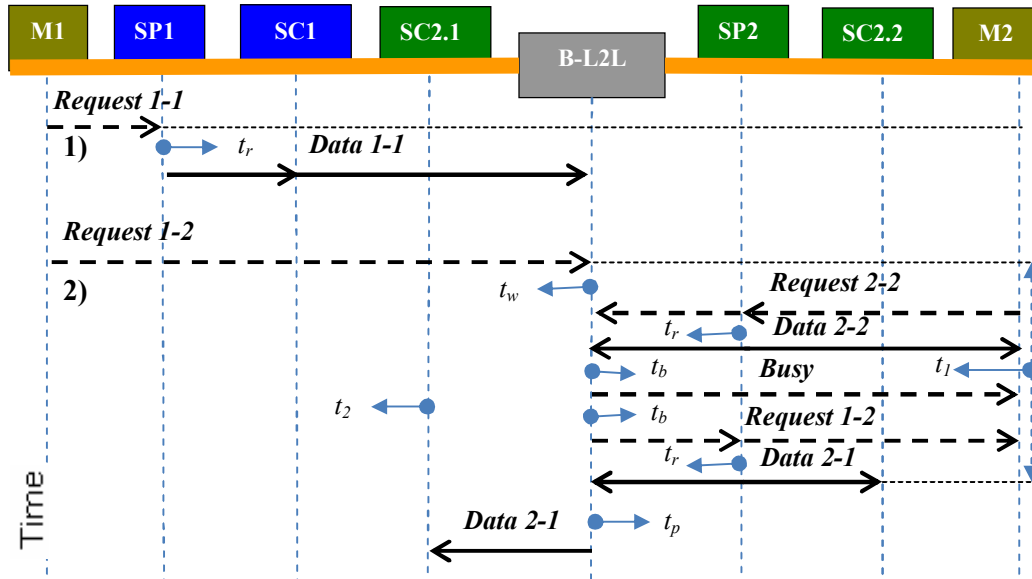 M1 SP1 SC1 SC2.1 B-L2L SP2 SC2.2 M2
Request 1-1
1)
t_r Data 1-1
Request 1-2
2)
t_w Request 2-2
t_r Data 2-2
t_b Busy t_1
t_2 t_b Request 1-2
t_r Data 2-1
Data 2-1 t_p
Time